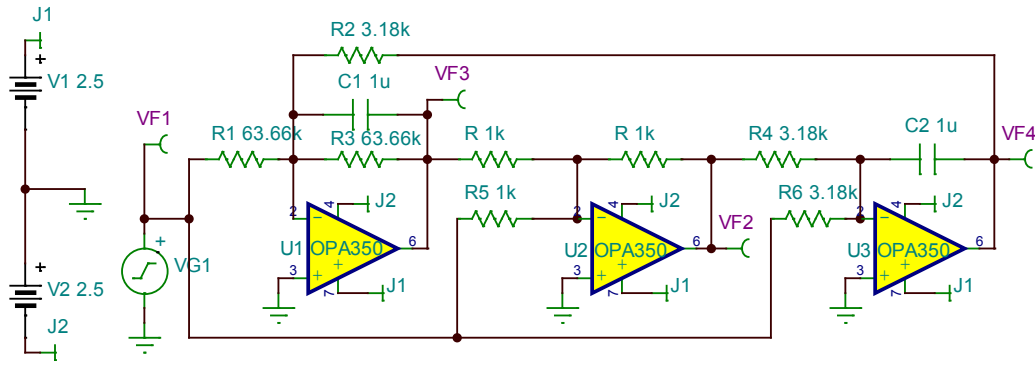 J1
V1 2.5
V2 2.5
J2
VF1
VG1
R1 63.66k
R2 3.18k
C1 1u
R3 63.66k
VF3
2
3
4
7
6
U1
OPA350
J2
J1
R 1k
R5 1k
R 1k
2
3
4
7
6
U2
OPA350
J2
J1
VF2
R4 3.18k
R6 3.18k
C2 1u
VF4
2
3
4
7
6
U3
OPA350
J2
J1